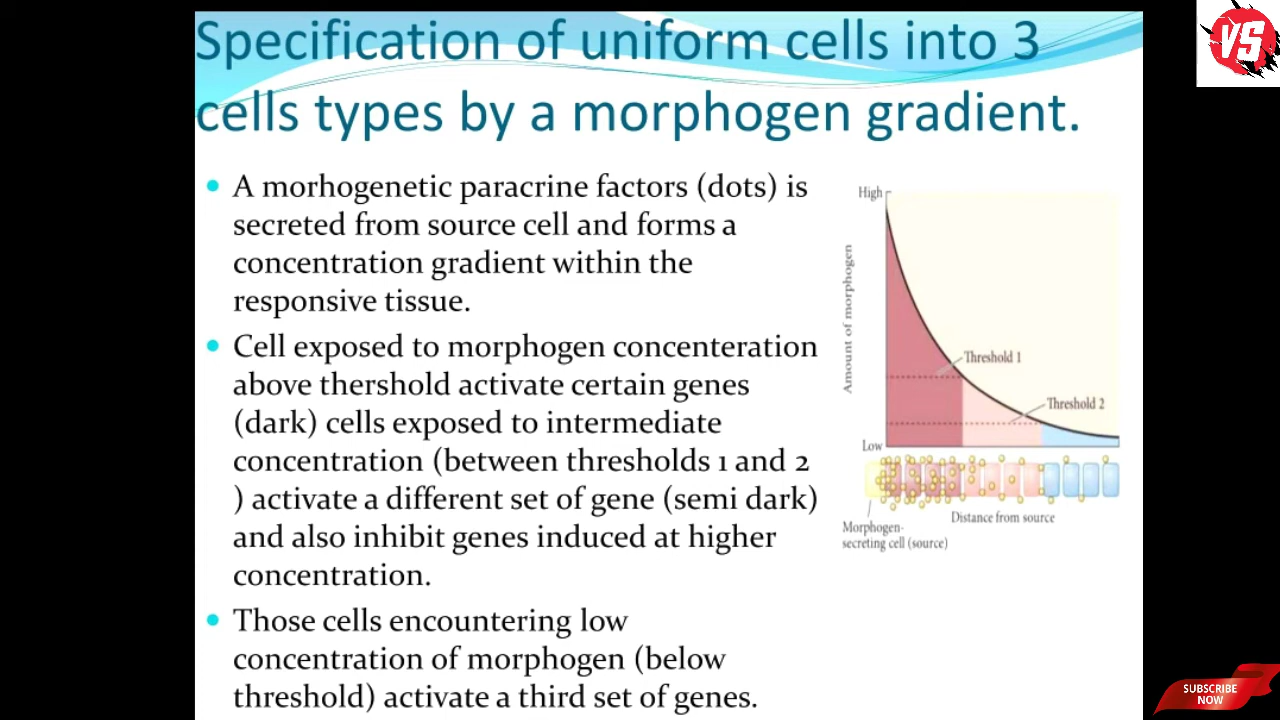 Specification of uniform cells into 3
cells types by a morphogen gradient.
VS
A morhogenetic paracrine factors (dots) is
secreted from source cell and forms a
concentration gradient within the
responsive tissue.
Cell exposed to morphogen concenteration
above thershold activate certain genes
(dark) cells exposed to intermediate
concentration (between thresholds 1 and 2
) activate a different set of gene (semi dark)
and also inhibit genes induced at higher
concentration.
Those cells encountering low
concentration of morphogen (below
threshold) activate a third set of genes.
High
Amount of morphogen
Threshold 1
Threshold 2
Low
Distance from source
Morphogen-
secreting cell (source)
SUBSCRIBE
NOW